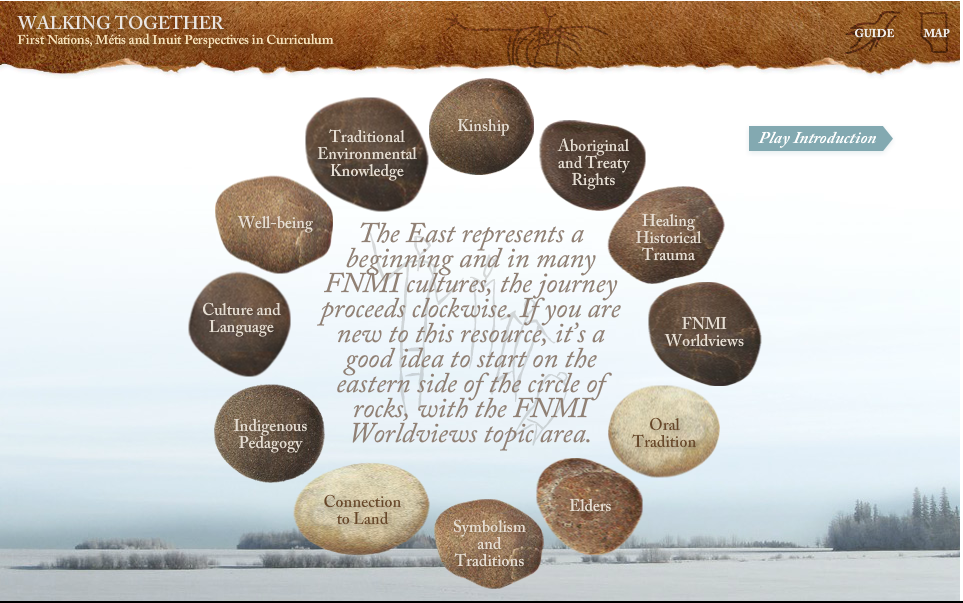 WALKING TOGETHER
First Nations, Métis and Inuit Perspectives in Curriculum
GUIDE
MAP
Play Introduction
Kinship
Traditional
Environmental
Knowledge
Aboriginal
and Treaty
Rights
Well-being
Healing
Historical
Trauma
Culture and
Language
FNMI
Worldviews
The East represents a
beginning and in many
FNMI cultures, the journey
proceeds clockwise. If you are
new to this resource, it's a
good idea to start on the
eastern side of the circle of
rocks, with the FNMI
Worldviews topic area.
Indigenous
Pedagogy
Oral
Tradition
Connection
to Land
Elders
Symbolism
and
Traditions